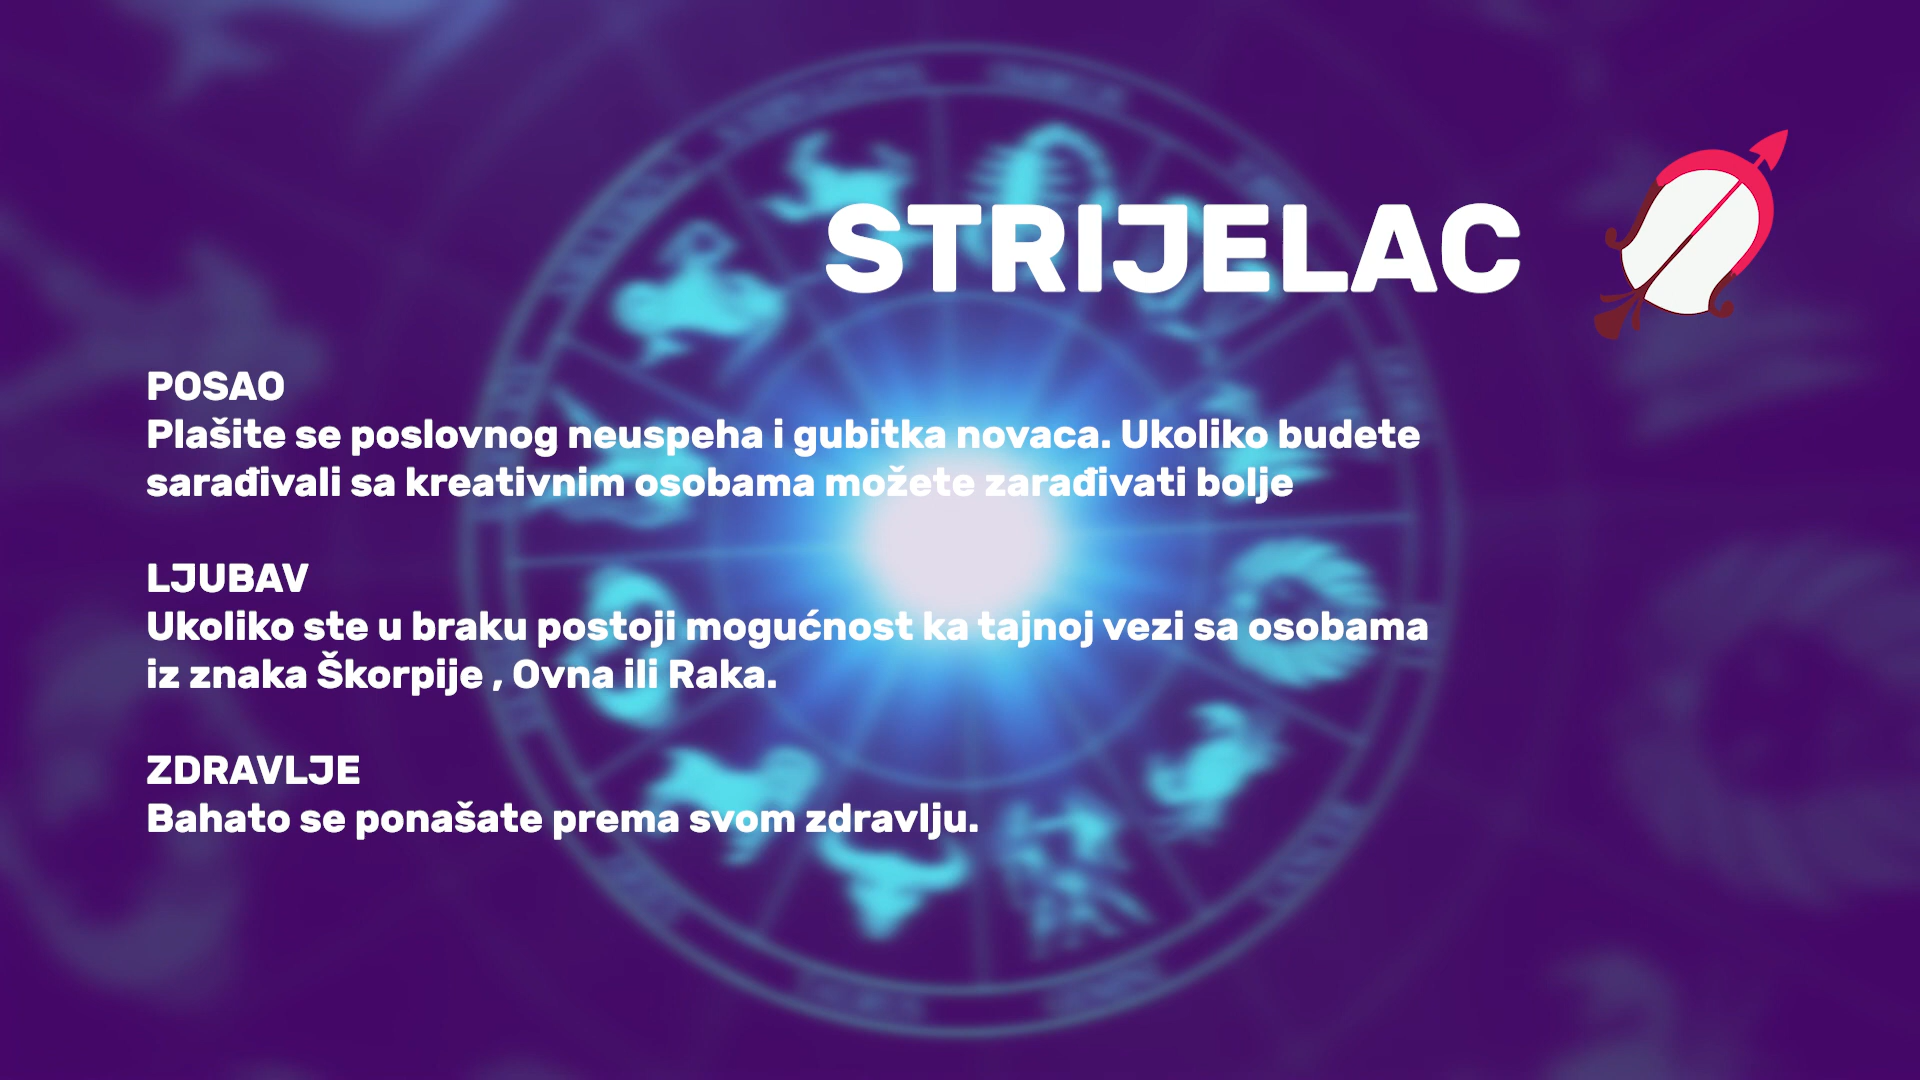 STRIJELAC
POSAO
Plašite se poslovnog neuspeha i gubitka novaca. Ukoliko budete
sarađivali sa kreativnim osobama možete zarađivati bolje
LJUBAV
Ukoliko ste u braku postoji mogućnost ka tajnoj vezi sa osobama
iz znaka Škorpije , Ovna ili Raka.
ZDRAVLJE
Bahato se ponašate prema svom zdravlju.